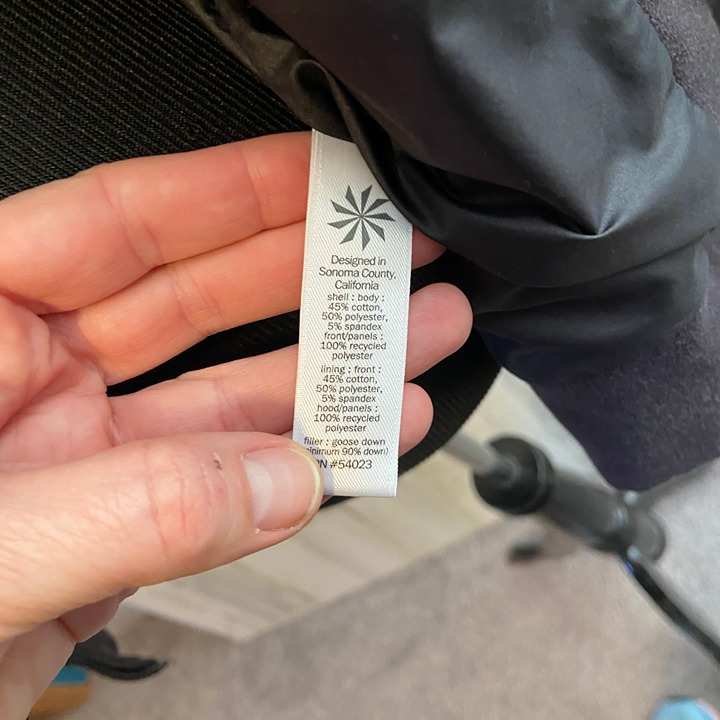 Designed in
Sonoma County,
California
shell : body :
45% cotton,
50% polyester,
5% spandex
front/panels :
100% recycled
polyester
lining : front :
45% cotton,
50% polyester,
5% spandex
hood/panels :
100% recycled
polyester
filler : goose down
90% down)
#54023